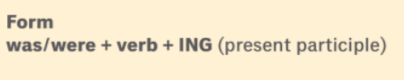 Form
was/were + verb + ING (present participle)